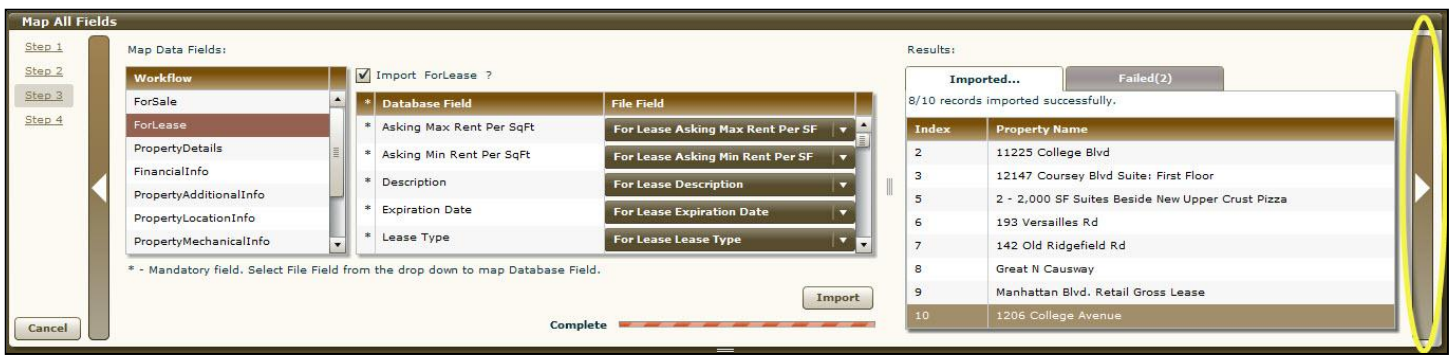 Map All Fields
Step 1
Step 2
Step 3
Step 4
Cancel
Map Data Fields:
Workflow
ForSale
ForLease
PropertyDetails
FinancialInfo
PropertyAdditionalInfo
PropertyLocationInfo
PropertyMechanicalInfo
Import ForLease ?
* Database Field File Field
* Asking Max Rent Per SqFt For Lease Asking Max Rent Per SF
* Asking Min Rent Per SqFt For Lease Asking Min Rent Per SF
* Description For Lease Description
* Expiration Date For Lease Expiration Date
* Lease Type For Lease Lease Type
* - Mandatory field. Select File Field from the drop down to map Database Field.
Import
Complete
Results:
Imported... Failed(2)
8/10 records imported successfully.
Index Property Name
2 11225 College Blvd
3 12147 Coursey Blvd Suite: First Floor
5 2 - 2,000 SF Suites Beside New Upper Crust Pizza
6 193 Versailles Rd
7 142 Old Ridgefield Rd
8 Great N Causway
9 Manhattan Blvd. Retail Gross Lease
10 1206 College Avenue